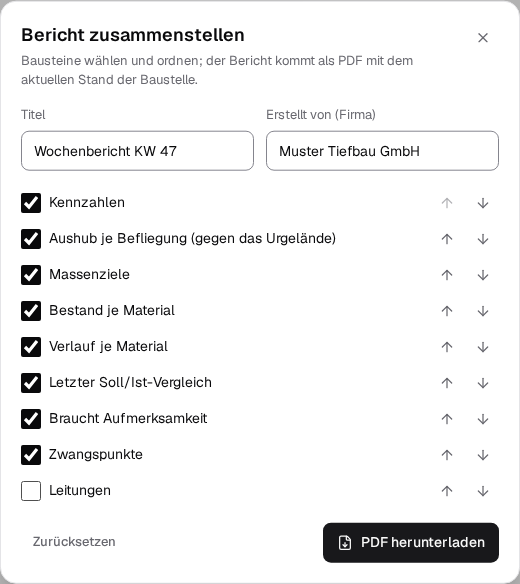 Bericht zusammenstellen
Bausteine wählen und ordnen; der Bericht kommt als PDF mit dem
aktuellen Stand der Baustelle.
Titel
Erstellt von (Firma)
Wochenbericht KW 47
Muster Tiefbau GmbH
Kennzahlen
Aushub je Befliegung (gegen das Urgelände)
Massenziele
Bestand je Material
Verlauf je Material
Letzter Soll/Ist-Vergleich
Braucht Aufmerksamkeit
Zwangspunkte
Leitungen
Zurücksetzen
PDF herunterladen